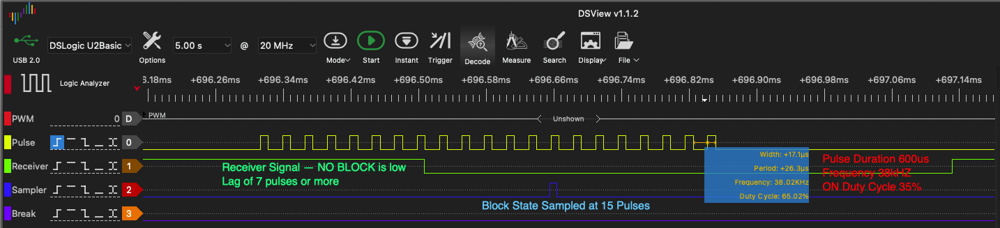 DSView v1.1.2
USB 2.0
DSLogic U2Basic
Options
5.00 s
@
20 MHz
Mode
Start
Instant
Trigger
Decode
Measure
Search
Display
File
Logic Analyzer
6.18ms +696.26ms +696.34ms +696.42ms +696.50ms +696.58ms +696.66ms +696.74ms +696.82ms +696.90ms +696.98ms +697.06ms +697.14ms
PWM 0 D PWM Unshown
Pulse 0
Receiver 1
Sampler 2
Break 3
Receiver Signal — NO BLOCK is low
Lag of 7 pulses or more
Block State Sampled at 15 Pulses
Width: +17.1µs
Period: +26.3µs
Frequency: 38.02KHz
Duty Cycle: 65.02%
Pulse Duration 600us
Frequency 38kHZ
ON Duty Cycle 35%